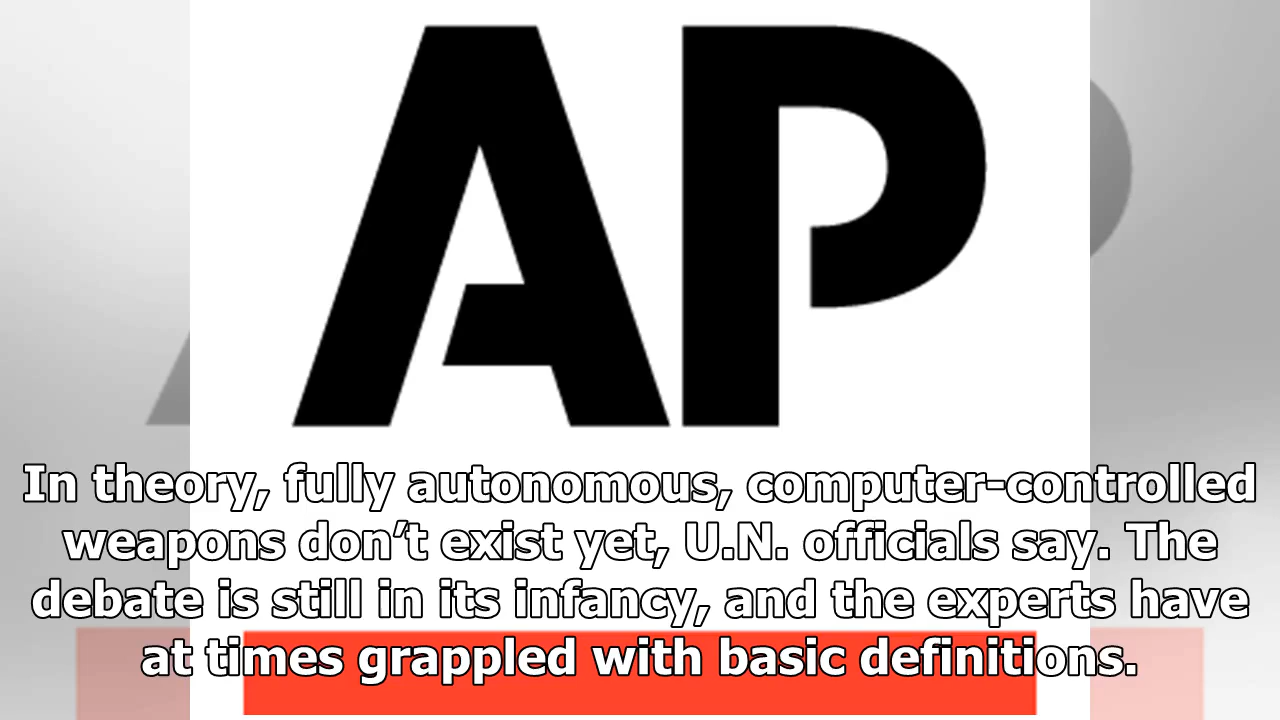 AP
In theory, fully autonomous, computer-controlled
weapons don’t exist yet, U.N. officials say. The
debate is still in its infancy, and the experts have
at times grappled with basic definitions.